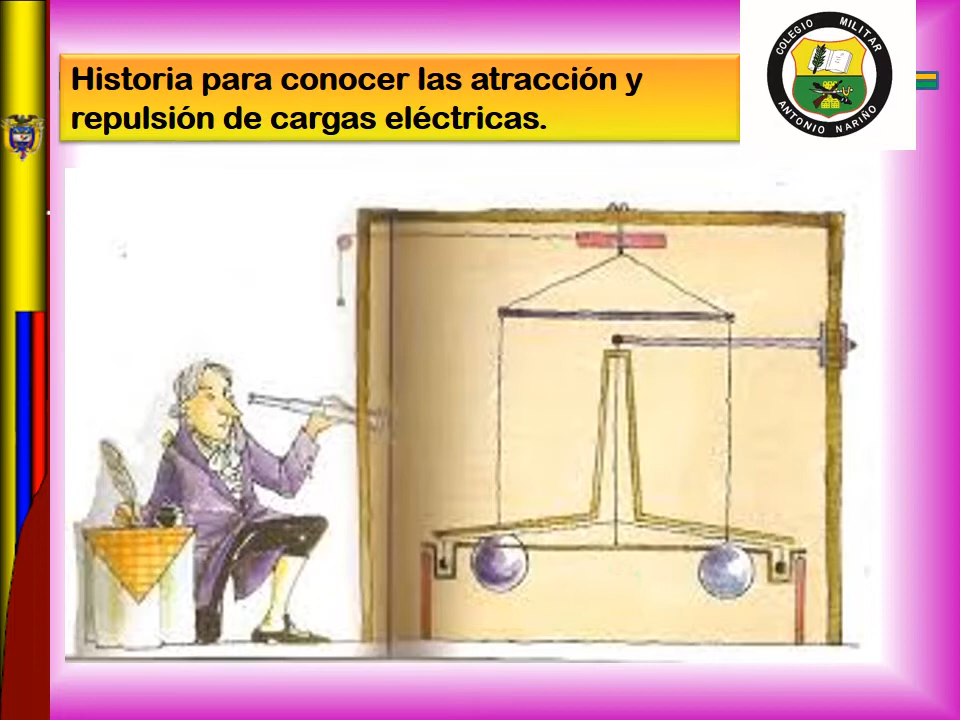 Historia para conocer las atracción y
repulsión de cargas eléctricas.
COLEGIO MILITAR
ANTONIO NARIÑO